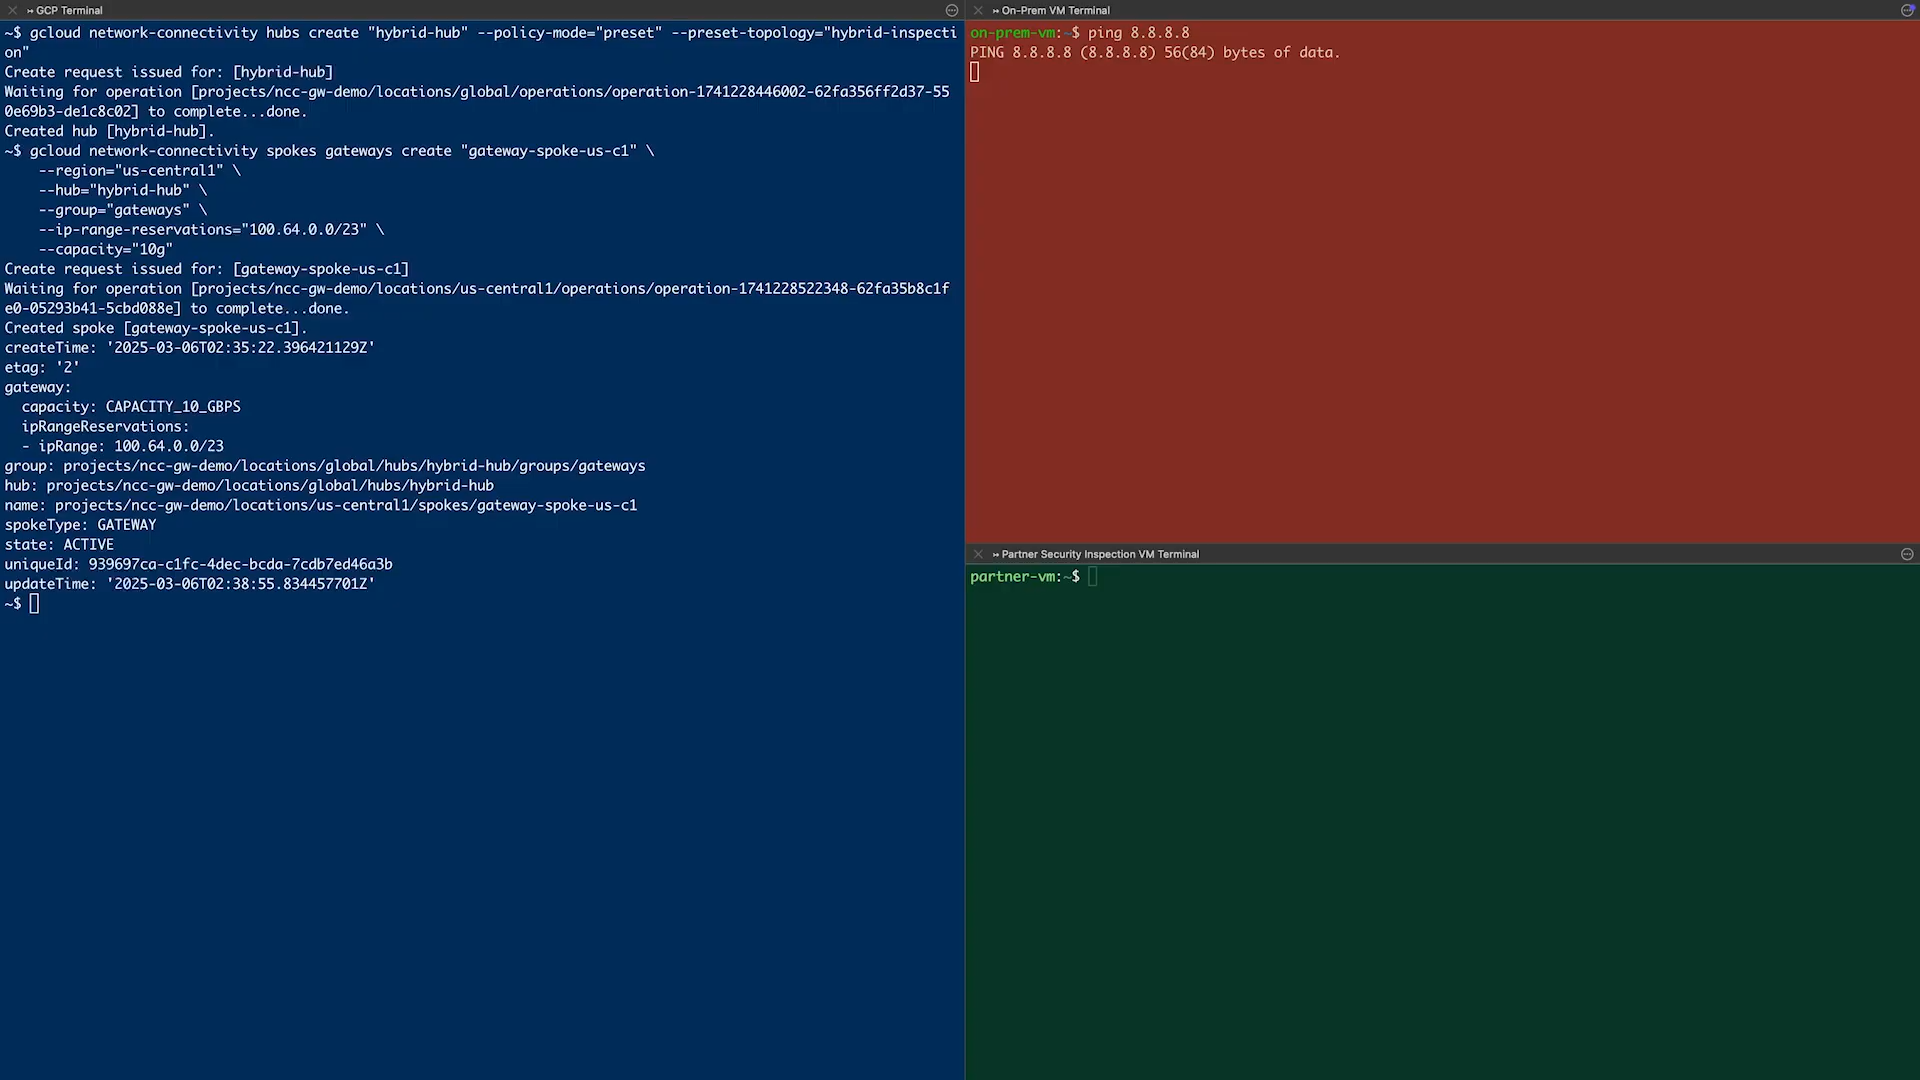 GCP Terminal
~$ gcloud network-connectivity hubs create "hybrid-hub" --policy-mode="preset" --preset-topology="hybrid-inspecti
on"
Create request issued for: [hybrid-hub]
Waiting for operation [projects/ncc-gw-demo/locations/global/operations/operation-1741228446002-62fa356ff2d37-55
0e69b3-de1c8c02] to complete...done.
Created hub [hybrid-hub].
~$ gcloud network-connectivity spokes gateways create "gateway-spoke-us-c1" \
    --region="us-central1" \
    --hub="hybrid-hub" \
    --group="gateways" \
    --ip-range-reservations="100.64.0.0/23" \
    --capacity="10g"
Create request issued for: [gateway-spoke-us-c1]
Waiting for operation [projects/ncc-gw-demo/locations/us-central1/operations/operation-1741228522348-62fa35b8c1f
e0-05293b41-5cbd088e] to complete...done.
Created spoke [gateway-spoke-us-c1].
createTime: '2025-03-06T02:35:22.396421129Z'
etag: '2'
gateway:
  capacity: CAPACITY_10_GBPS
  ipRangeReservations:
  - ipRange: 100.64.0.0/23
group: projects/ncc-gw-demo/locations/global/hubs/hybrid-hub/groups/gateways
hub: projects/ncc-gw-demo/locations/global/hubs/hybrid-hub
name: projects/ncc-gw-demo/locations/us-central1/spokes/gateway-spoke-us-c1
spokeType: GATEWAY
state: ACTIVE
uniqueId: 939697ca-c1fc-4dec-bcda-7cdb7ed46a3b
updateTime: '2025-03-06T02:38:55.834457701Z'
~$
On-Prem VM Terminal
on-prem-vm:~$ ping 8.8.8.8
PING 8.8.8.8 (8.8.8.8) 56(84) bytes of data.
Partner Security Inspection VM Terminal
partner-vm:~$